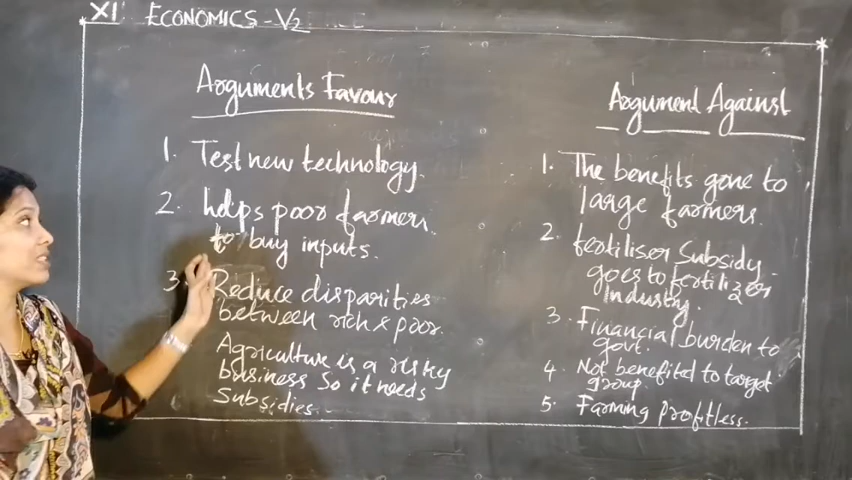 XI ECONOMICS - V2
Arguments Favour
1. Test new technology.
2. helps poor farmers
to buy inputs.
3. Reduce disparities
between rich & poor.
Agriculture is a risky
business so it needs
Subsidies.
Argument Against
1. The benefits gone to
large farmers.
2. fertiliser Subsidy
goes to fertilizer
Industry.
3. Financial burden to
govt.
4. Not benefited to target
group.
5. Farming profitless.